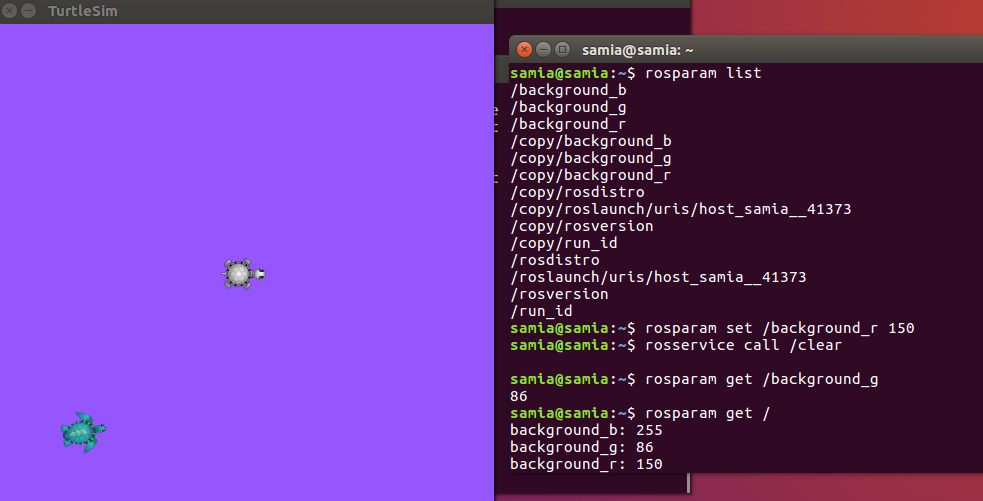 TurtleSim
samia@samia: ~
samia@samia:~$ rosparam list
/background_b
/background_g
/background_r
/copy/background_b
/copy/background_g
/copy/background_r
/copy/rosdistro
/copy/roslaunch/uris/host_samia__41373
/copy/rosversion
/copy/run_id
/rosdistro
/roslaunch/uris/host_samia__41373
/rosversion
/run_id
samia@samia:~$ rosparam set /background_r 150
samia@samia:~$ rosservice call /clear
samia@samia:~$ rosparam get /background_g
86
samia@samia:~$ rosparam get /
background_b: 255
background_g: 86
background_r: 150